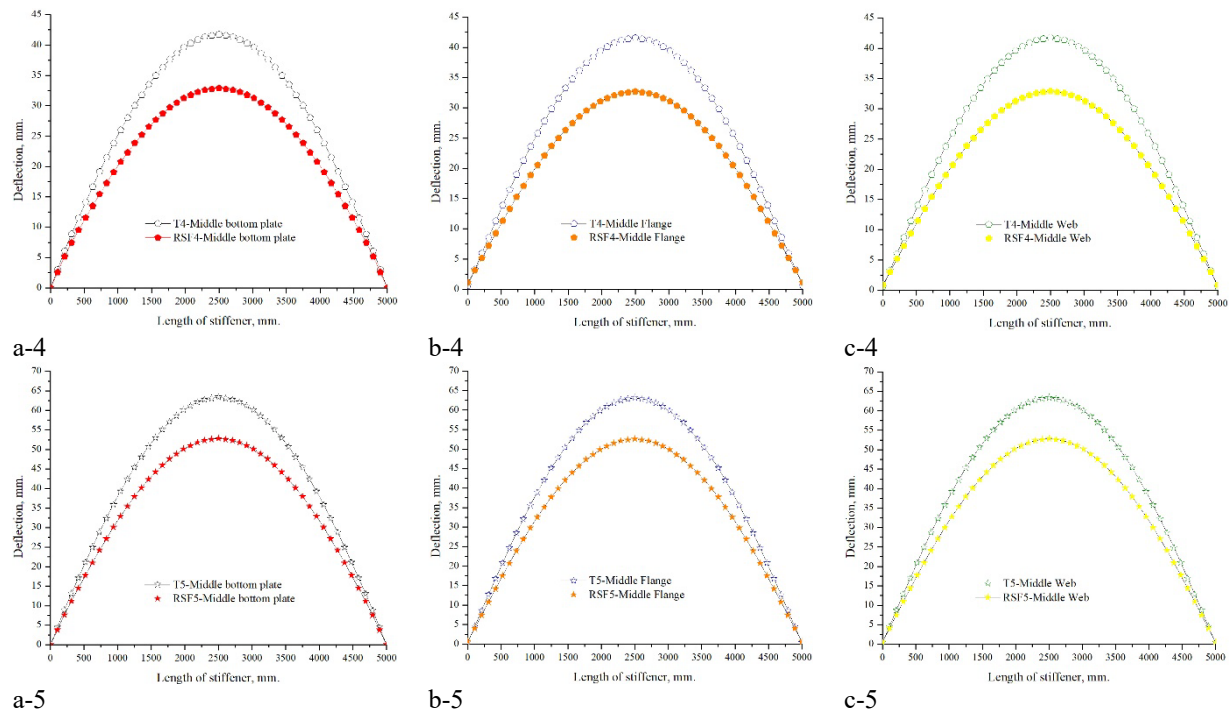 45
40
35
30
25
20
15
10
5
0
Deflection, mm.
T4-Middle bottom plate
RSF4-Middle bottom plate
0 500 1000 1500 2000 2500 3000 3500 4000 4500 5000
Length of stiffener, mm.
a-4
45
40
35
30
25
20
15
10
5
0
Deflection, mm.
T4-Middle Flange
RSF4-Middle Flange
0 500 1000 1500 2000 2500 3000 3500 4000 4500 5000
Length of stiffener, mm.
b-4
45
40
35
30
25
20
15
10
5
0
Deflection, mm.
T4-Middle Web
RSF4-Middle Web
0 500 1000 1500 2000 2500 3000 3500 4000 4500 5000
Length of stiffener, mm.
c-4
70
65
60
55
50
45
40
35
30
25
20
15
10
5
0
Deflection, mm.
T5-Middle bottom plate
RSF5-Middle bottom plate
0 500 1000 1500 2000 2500 3000 3500 4000 4500 5000
Length of stiffener, mm.
a-5
70
65
60
55
50
45
40
35
30
25
20
15
10
5
0
Deflection, mm.
T5-Middle Flange
RSF5-Middle Flange
0 500 1000 1500 2000 2500 3000 3500 4000 4500 5000
Length of stiffener, mm.
b-5
70
65
60
55
50
45
40
35
30
25
20
15
10
5
0
Deflection, mm.
T5-Middle Web
RSF5-Middle Web
0 500 1000 1500 2000 2500 3000 3500 4000 4500 5000
Length of stiffener, mm.
c-5